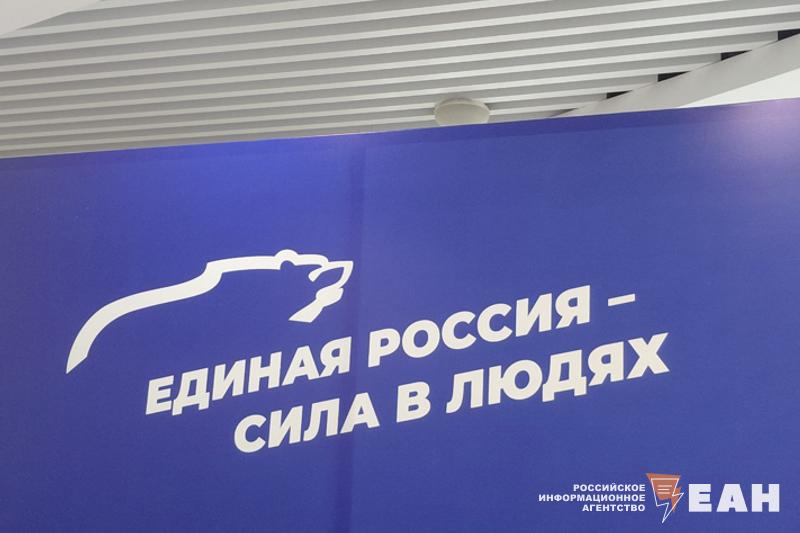 ЕДИНАЯ РОССИЯ –
СИЛА В ЛЮДЯХ
РОССИЙСКОЕ
ИНФОРМАЦИОННОЕ
АГЕНТСТВО
ЕАН